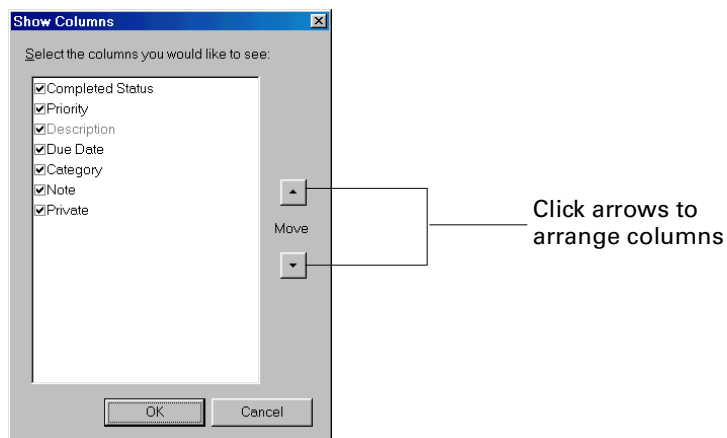 Show Columns
Select the columns you would like to see:
Completed Status
Priority
Description
Due Date
Category
Note
Private
Move
Click arrows to
arrange columns
OK
Cancel